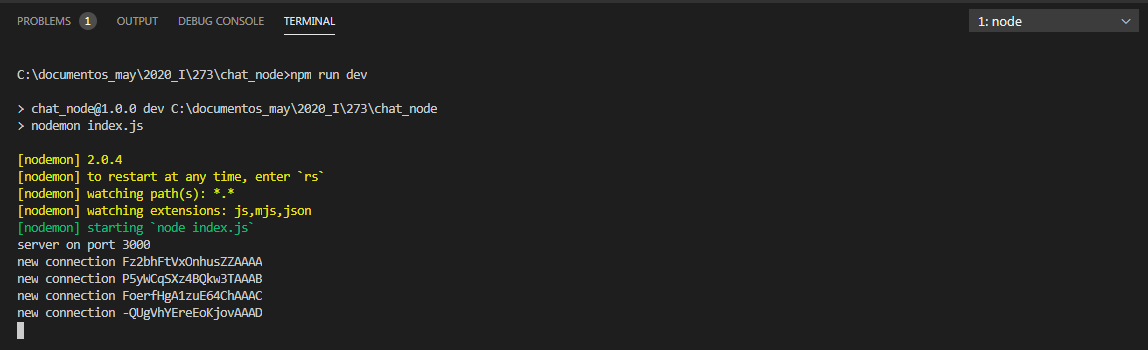 PROBLEMS 1 OUTPUT DEBUG CONSOLE TERMINAL 1: node
C:\documentos_may\2020_I\273\chat_node>npm run dev
> chat_node@1.0.0 dev C:\documentos_may\2020_I\273\chat_node
> nodemon index.js
[nodemon] 2.0.4
[nodemon] to restart at any time, enter `rs`
[nodemon] watching path(s): *.*
[nodemon] watching extensions: js,mjs,json
[nodemon] starting `node index.js`
server on port 3000
new connection Fz2bhFtVxOnhusZZAAAA
new connection P5yWCqSXz4BQkw3TAAAB
new connection FoerfHgA1zuE64ChAAAC
new connection -QUgVhYEreEoKjovAAAD